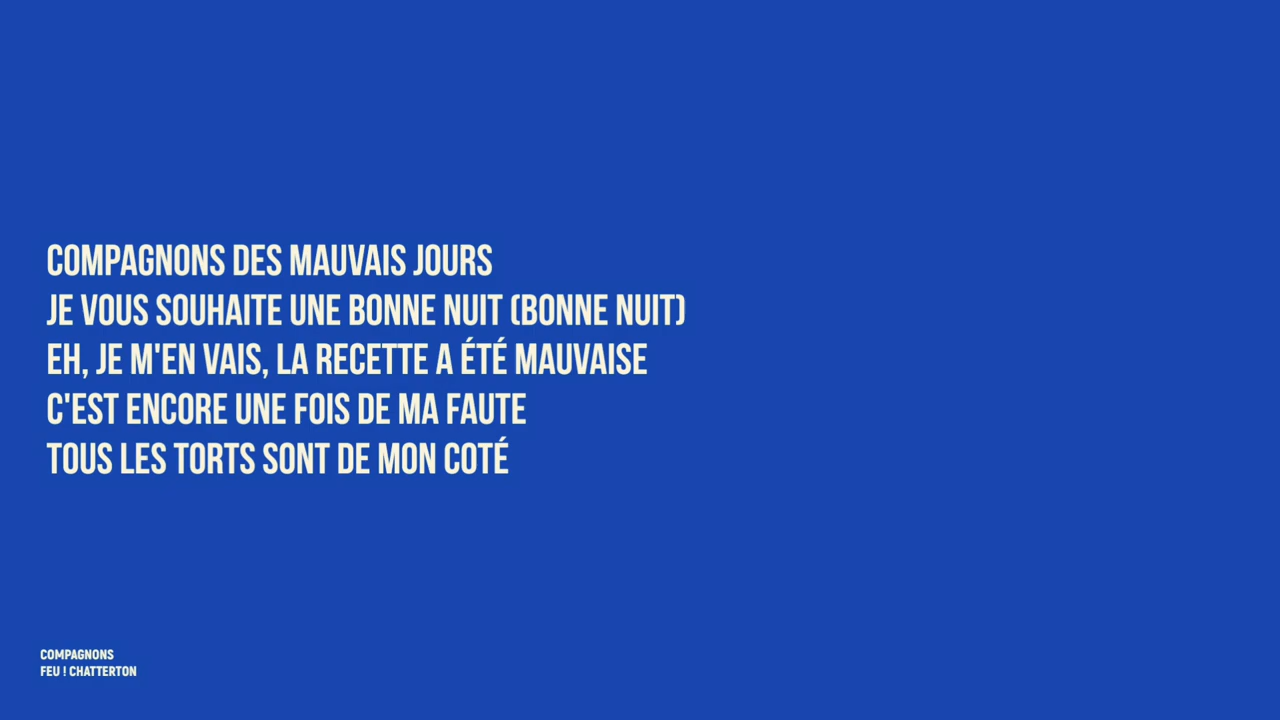 COMPAGNONS DES MAUVAIS JOURS
JE VOUS SOUHAITE UNE BONNE NUIT (BONNE NUIT)
EH, JE M'EN VAIS, LA RECETTE A ÉTÉ MAUVAISE
C'EST ENCORE UNE FOIS DE MA FAUTE
TOUS LES TORTS SONT DE MON COTÉ
COMPAGNONS
FEU ! CHATTERTON